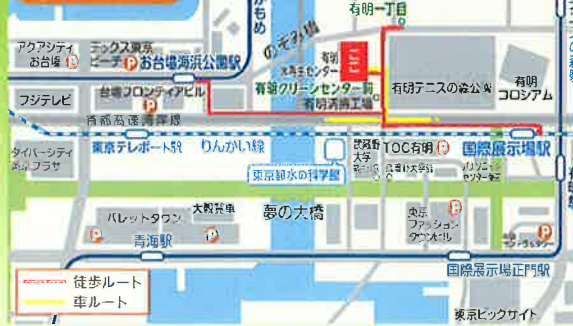 かもめ
有明一丁目
のぞみ橋
アクアシティ
お台場
デックス東京
ビーチ
お台場海浜公園駅
有明
水再生センター
有明クリーンセンター前
有明清掃工場
有明テニスの森公園
有明
コロシアム
フジテレビ
台場フロンティアビル
首都高速湾岸線
東京テレポート駅
りんかい線
武蔵野
大学
TOC有明
国際展示場駅
東京都水の科学館
パレットタウン
大観覧車
夢の大橋
東京
ファッション
タウンビル
青海駅
国際展示場正門駅
徒歩ルート
車ルート
東京ビックサイト